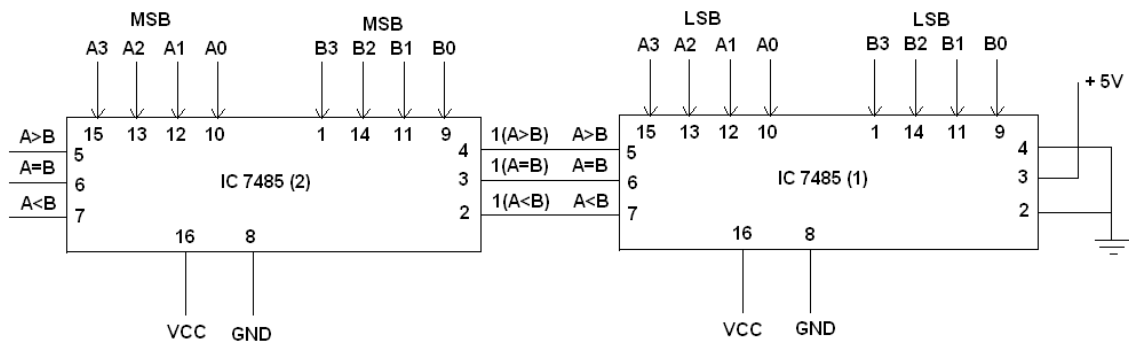 MSB MSB LSB LSB
A3 A2 A1 A0 B3 B2 B1 B0 A3 A2 A1 A0 B3 B2 B1 B0
+ 5V
15 13 12 10 1 14 11 9 15 13 12 10 1 14 11 9
A>B 5 4 1(A>B) A>B 5 4
A=B 6 IC 7485 (2) 3 1(A=B) A=B 6 IC 7485 (1) 3
A<B 7 2 1(A<B) A<B 7 2
16 8 16 8
VCC GND VCC GND